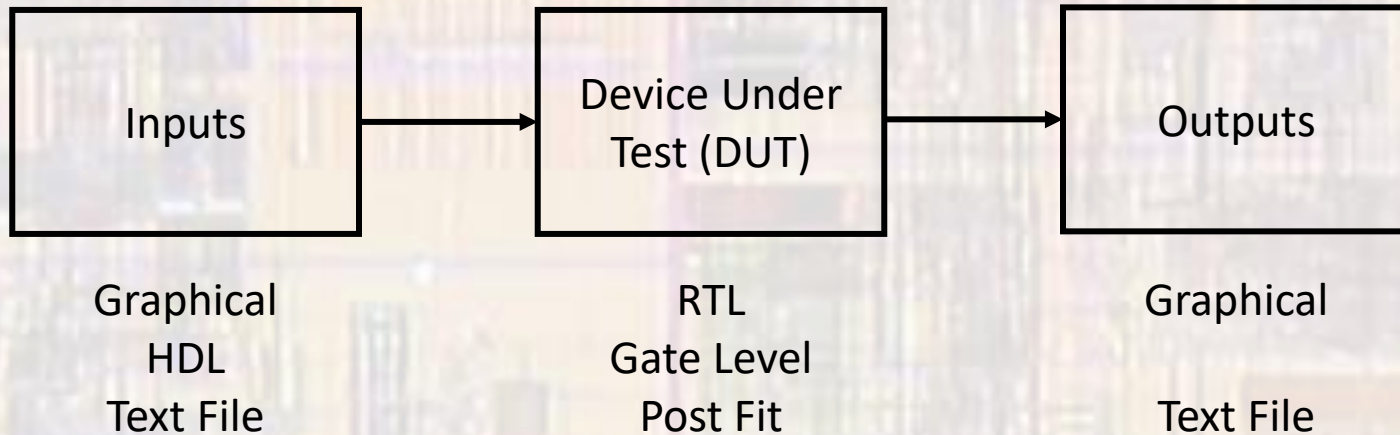 Inputs
Device Under
Test (DUT)
Outputs
Graphical
HDL
Text File
RTL
Gate Level
Post Fit
Graphical
Text File